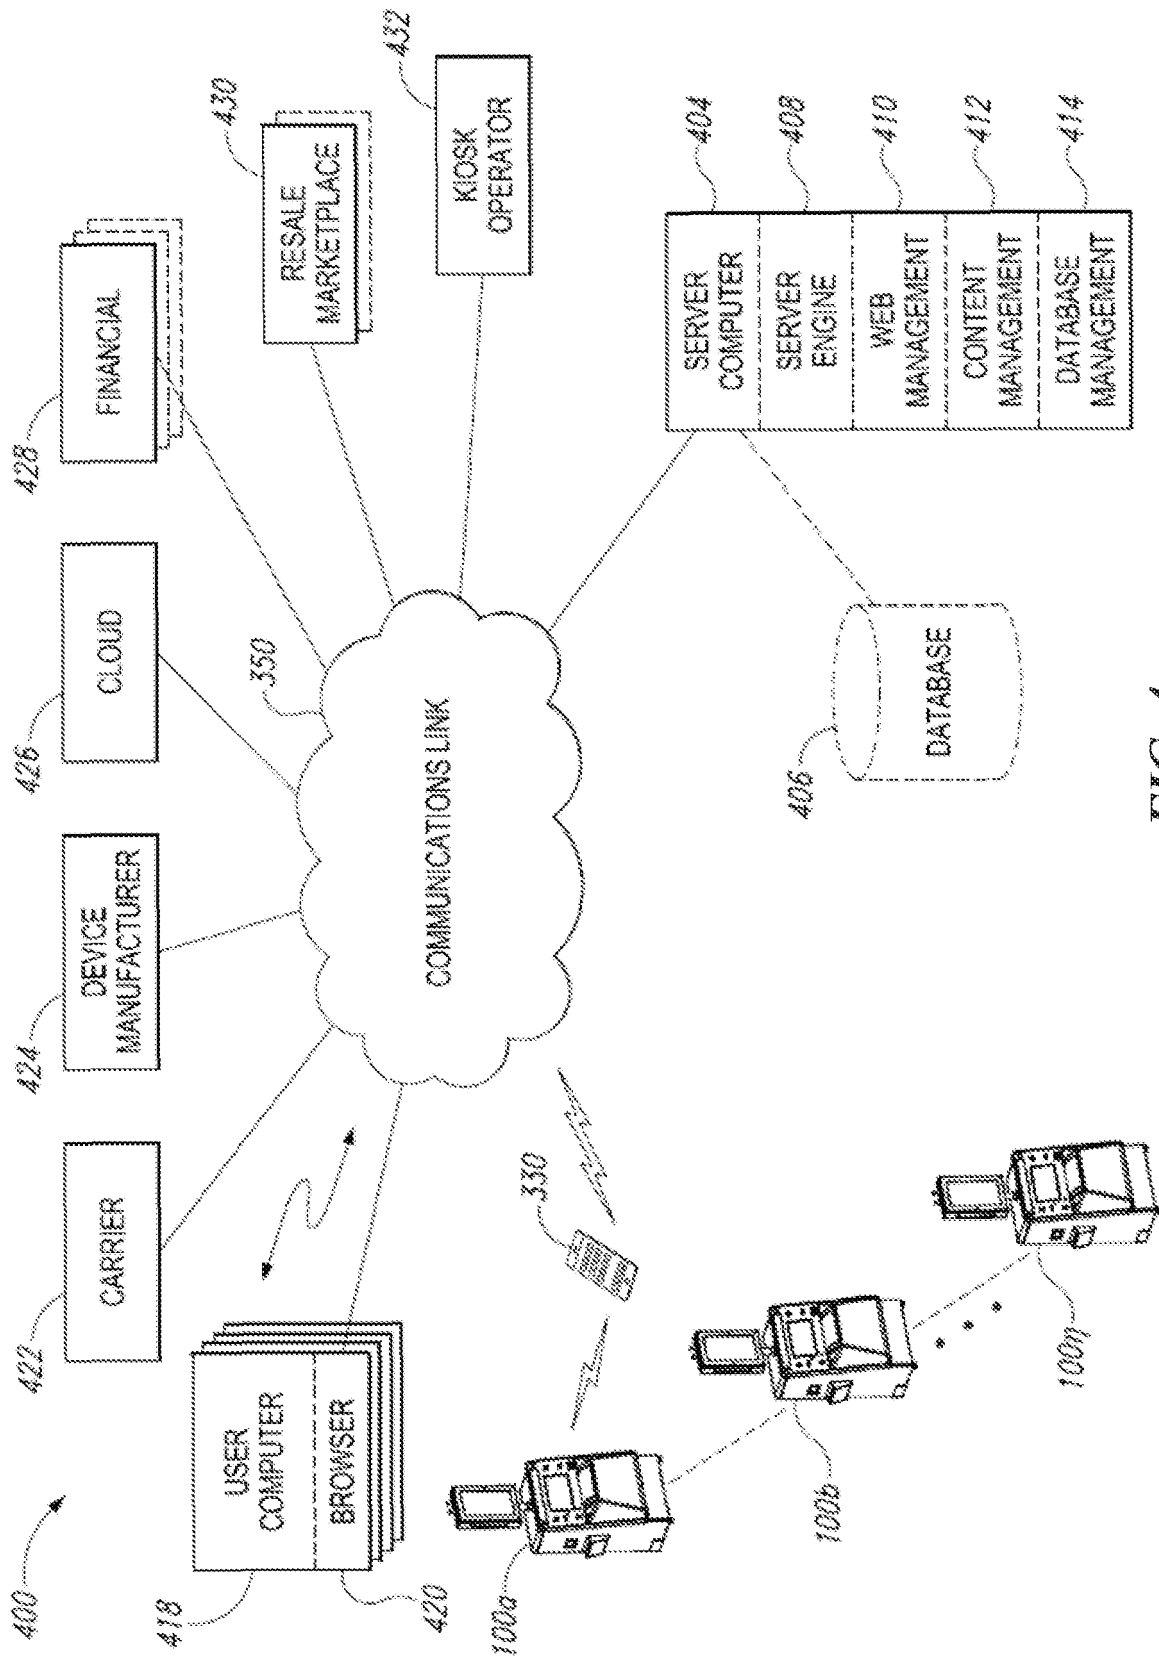 400
422
CARRIER
424
DEVICE
MANUFACTURER
426
CLOUD
428
FINANCIAL
430
RESALE
MARKETPLACE
432
KIOSK
OPERATOR
418
USER
COMPUTER
BROWSER
420
350
COMMUNICATIONS LINK
330
100a
100b
100η
406
DATABASE
SERVER
COMPUTER
404
SERVER
ENGINE
408
WEB
MANAGEMENT
410
CONTENT
MANAGEMENT
412
DATABASE
MANAGEMENT
414